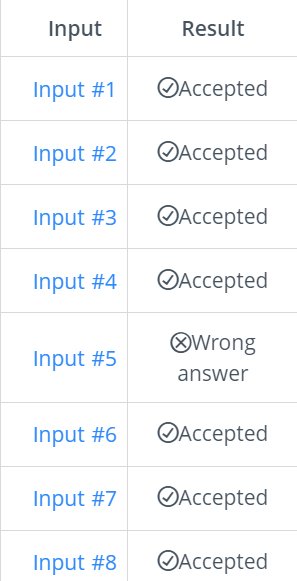 Input Result
Input #1 Accepted
Input #2 Accepted
Input #3 Accepted
Input #4 Accepted
Input #5 Wrong
answer
Input #6 Accepted
Input #7 Accepted
Input #8 Accepted